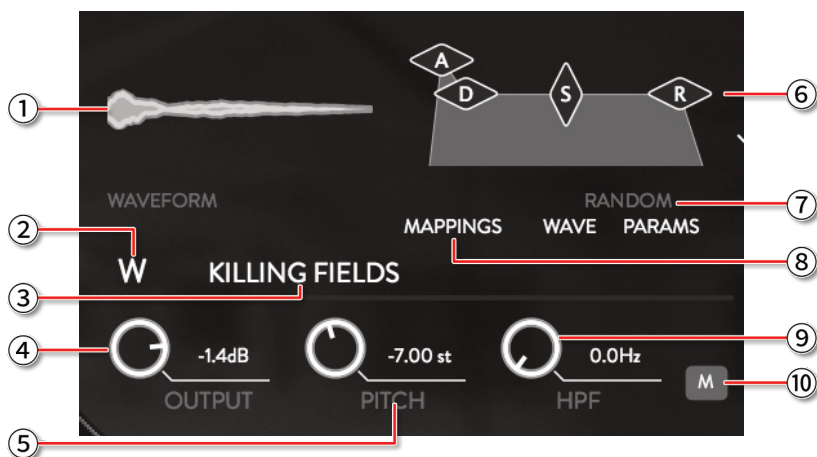 A
D S R
① ⑥
WAVEFORM RANDOM ⑦
② MAPPINGS WAVE PARAMS
⑧
W KILLING FIELDS
③
④ -1.4dB -7.00 st 0.0Hz ⑨
M ⑩
OUTPUT PITCH HPF
⑤